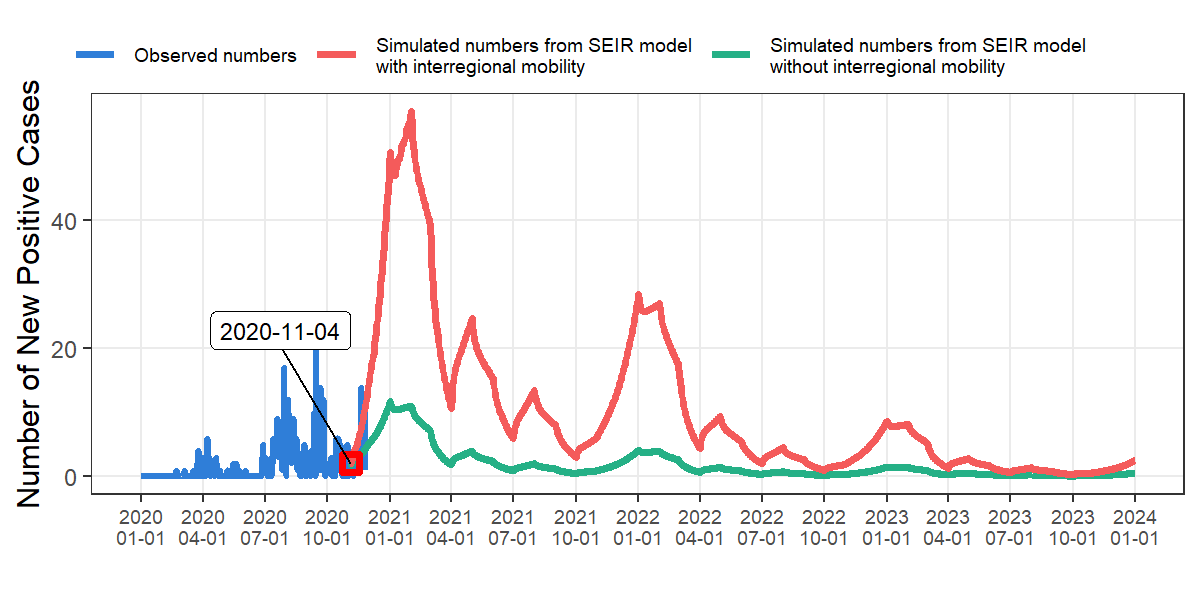 Observed numbers
Simulated numbers from SEIR model
with interregional mobility
Simulated numbers from SEIR model
without interregional mobility
Number of New Positive Cases
40
20
0
2020-11-04
2020 2020 2020 2020 2021 2021 2021 2021 2022 2022 2022 2022 2023 2023 2023 2023 2024
01-01 04-01 07-01 10-01 01-01 04-01 07-01 10-01 01-01 04-01 07-01 10-01 01-01 04-01 07-01 10-01 01-01